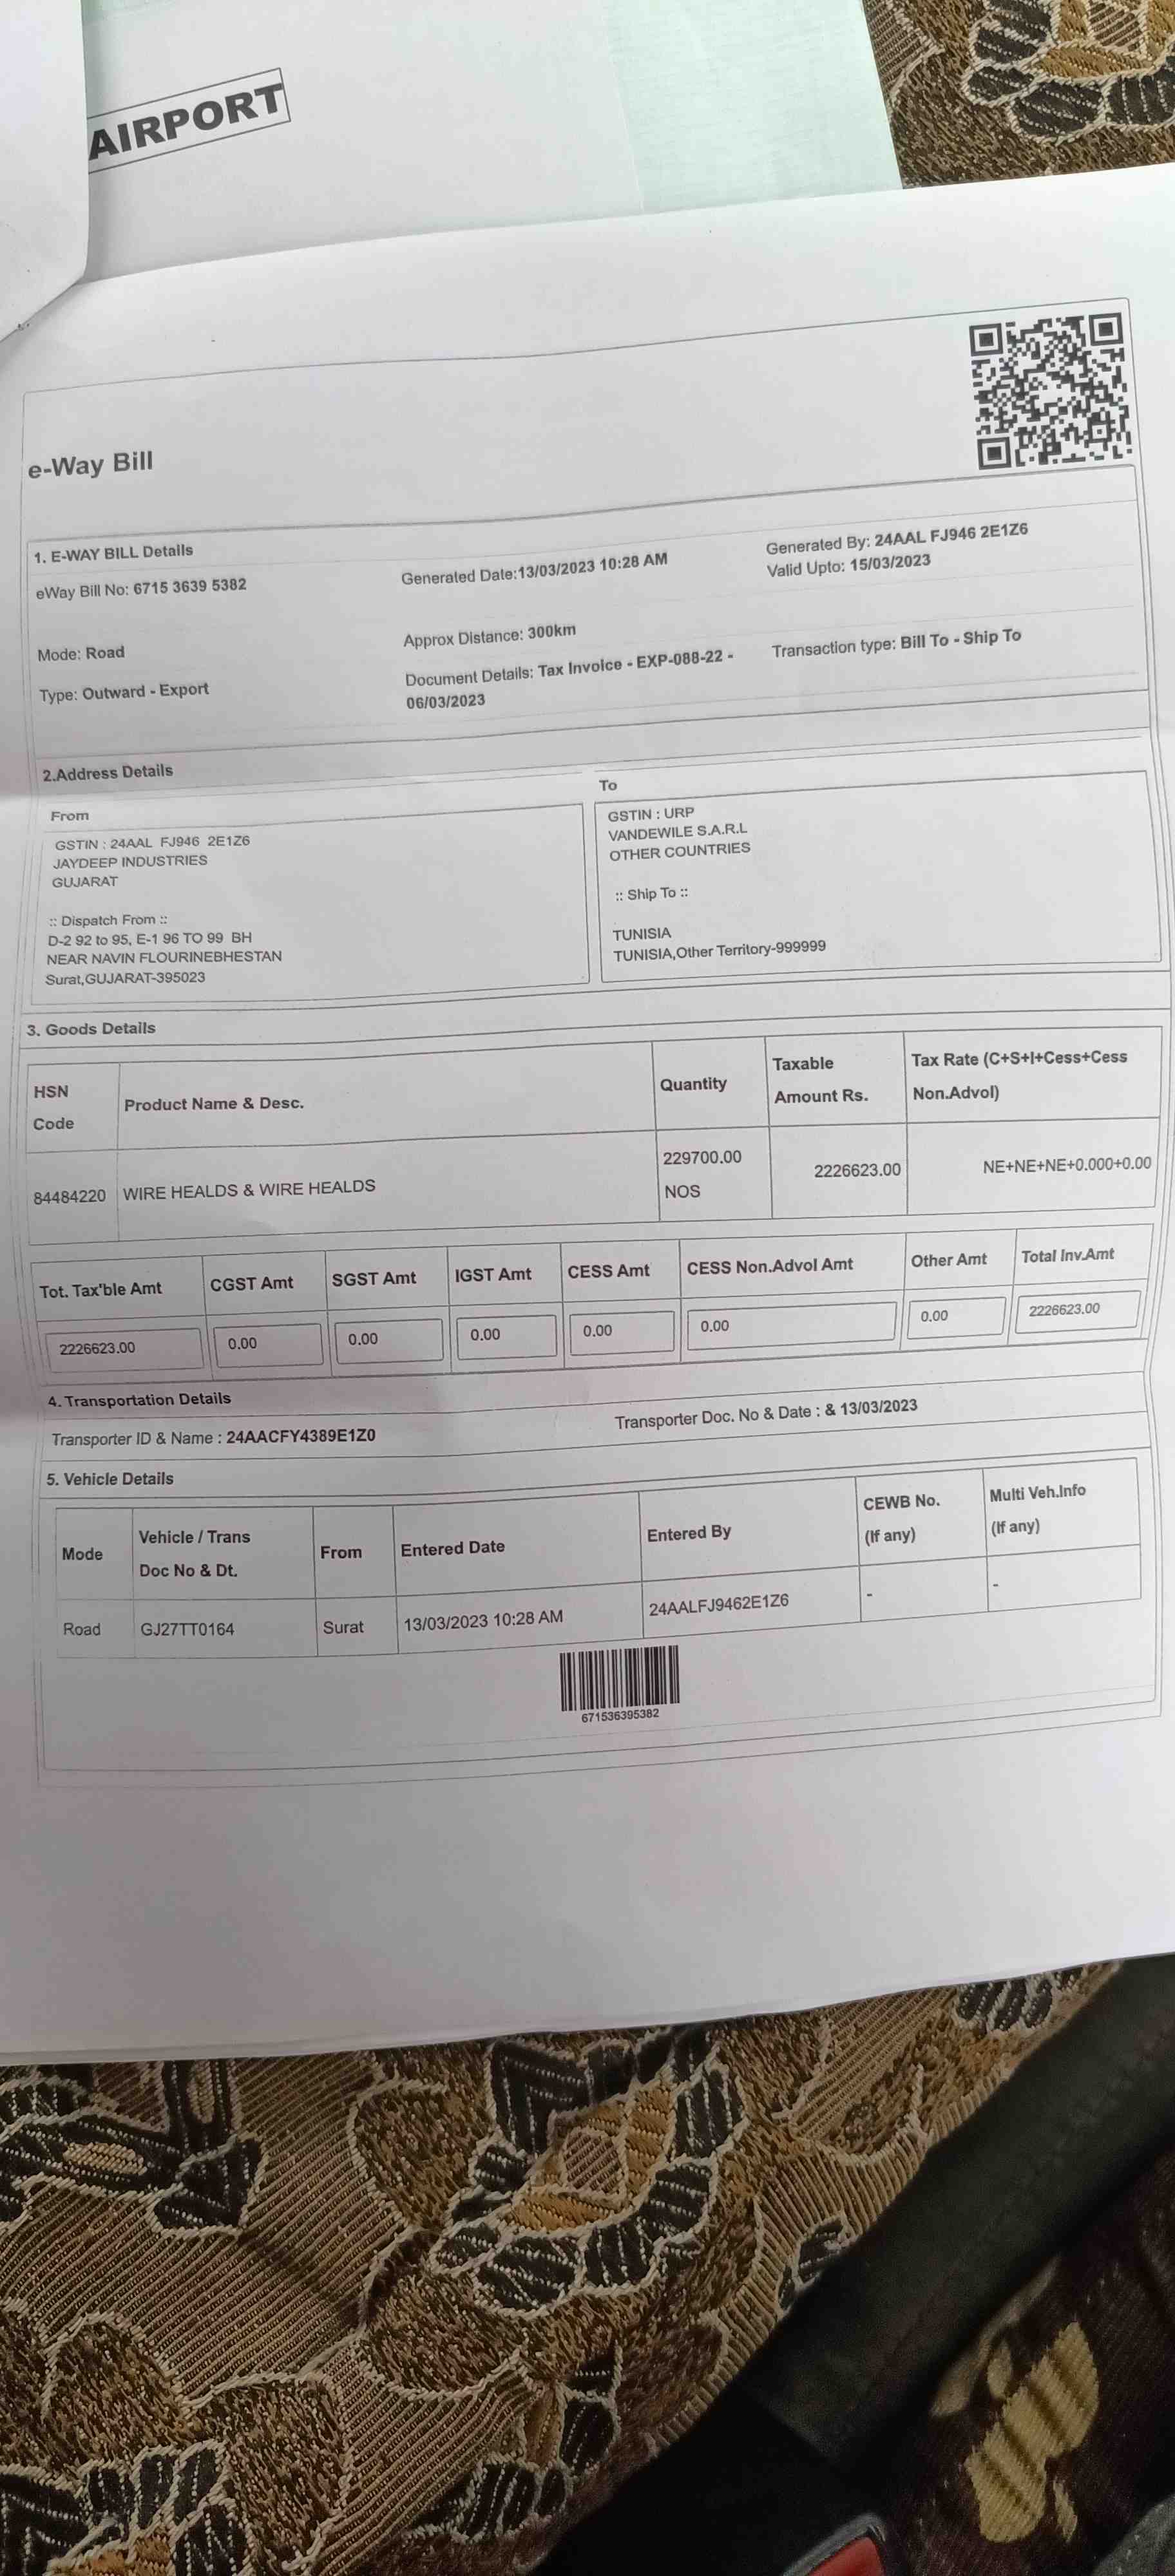 AIRPORT
e-Way Bill
1. E-WAY BILL Details
eWay Bill No: 6715 3639 5382
Generated Date:13/03/2023 10:28 AM
Generated By: 24AAL FJ946 2E1Z6
Valid Upto: 15/03/2023
Mode: Road
Approx Distance: 300km
Type: Outward - Export
Document Details: Tax Invoice - EXP-088-22 -
06/03/2023
Transaction type: Bill To - Ship To
2.Address Details
From
GSTIN : 24AAL FJ946 2E1Z6
JAYDEEP INDUSTRIES
GUJARAT
:: Dispatch From ::
D-2 92 to 95, E-1 96 TO 99 BH
NEAR NAVIN FLOURINEBHESTAN
Surat,GUJARAT-395023
To
GSTIN : URP
VANDEWILE S.A.R.L
OTHER COUNTRIES
:: Ship To ::
TUNISIA
TUNISIA,Other Territory-999999
3. Goods Details
HSN
Code
Product Name & Desc.
Quantity
Taxable
Amount Rs.
Tax Rate (C+S+I+Cess+Cess
Non.Advol)
84484220
WIRE HEALDS & WIRE HEALDS
229700.00
NOS
2226623.00
NE+NE+NE+0.000+0.00
Tot. Tax'ble Amt
CGST Amt
SGST Amt
IGST Amt
CESS Amt
CESS Non.Advol Amt
Other Amt
Total Inv.Amt
2226623.00
0.00
0.00
0.00
0.00
0.00
0.00
2226623.00
4. Transportation Details
Transporter ID & Name : 24AACFY4389E1Z0
Transporter Doc. No & Date : & 13/03/2023
5. Vehicle Details
Mode
Vehicle / Trans
Doc No & Dt.
From
Entered Date
Entered By
CEWB No.
(If any)
Multi Veh.Info
(If any)
Road
GJ27TT0164
Surat
13/03/2023 10:28 AM
24AALFJ9462E1Z6
-
-
671536395382